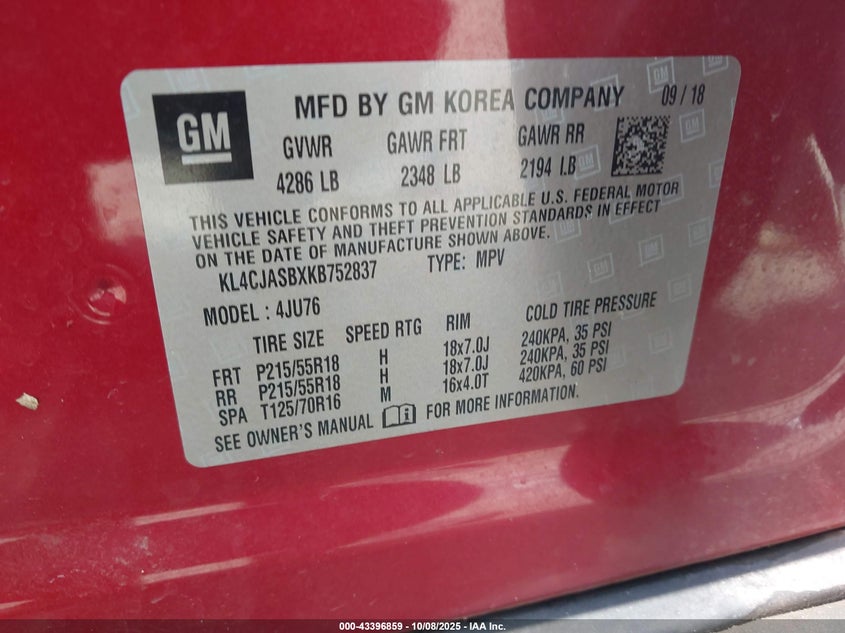 GM
MFD BY GM KOREA COMPANY 09 / 18
GVWR GAWR FRT GAWR RR
4286 LB 2348 LB 2194 LB
THIS VEHICLE CONFORMS TO ALL APPLICABLE U.S. FEDERAL MOTOR
VEHICLE SAFETY AND THEFT PREVENTION STANDARDS IN EFFECT
ON THE DATE OF MANUFACTURE SHOWN ABOVE.
KL4CJASBXKB752837 TYPE: MPV
MODEL : 4JU76
TIRE SIZE SPEED RTG RIM COLD TIRE PRESSURE
FRT P215/55R18 H 18x7.0J 240KPA, 35 PSI
RR P215/55R18 H 18x7.0J 240KPA, 35 PSI
SPA T125/70R16 M 16x4.0T 420KPA, 60 PSI
SEE OWNER'S MANUAL FOR MORE INFORMATION.
000-43396859 - 10/08/2025 - IAA Inc.